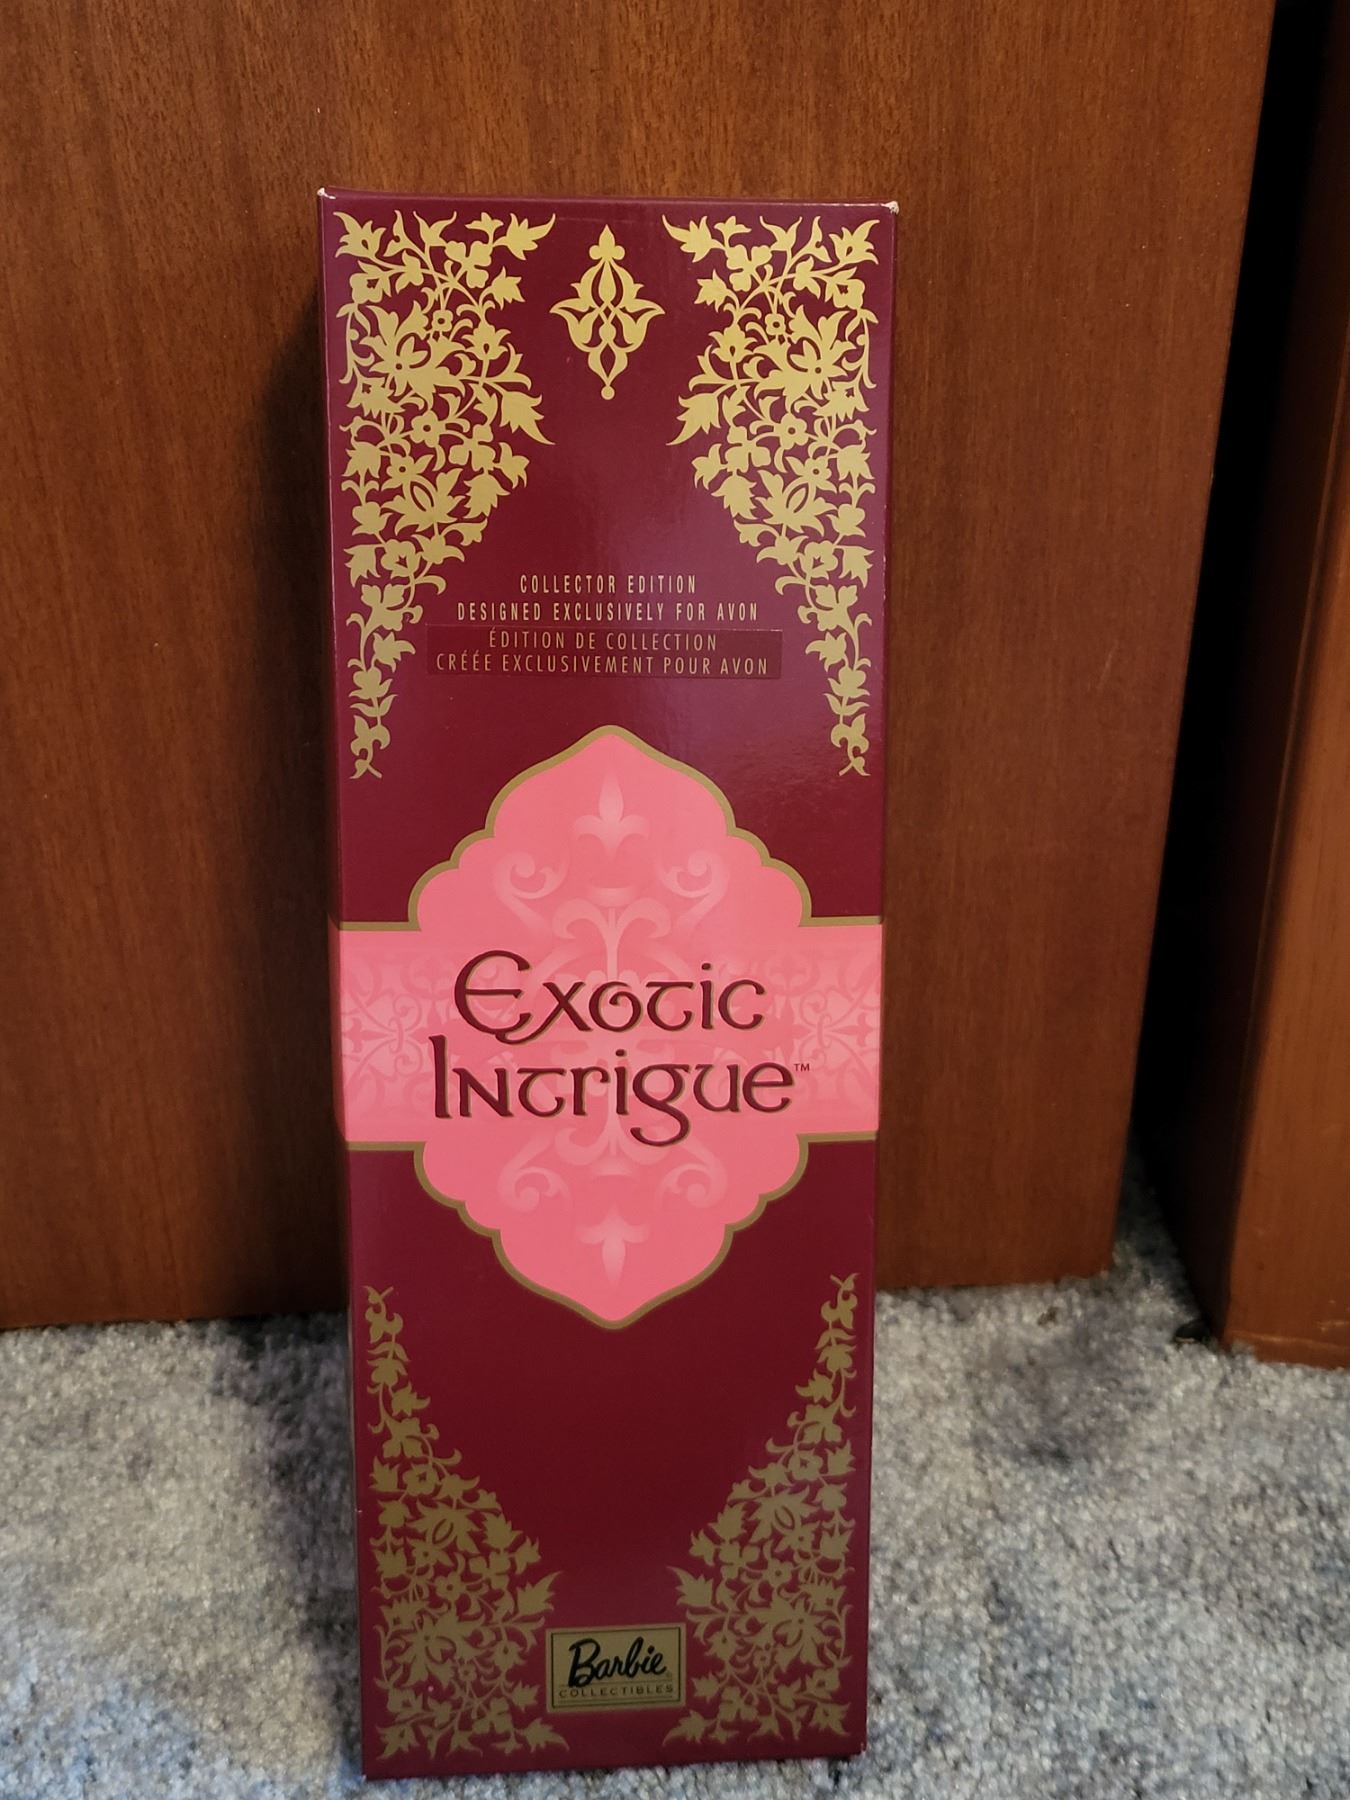 COLLECTOR EDITION
DESIGNED EXCLUSIVELY FOR AVON
ÉDITION DE COLLECTION
CRÉÉE EXCLUSIVEMENT POUR AVON
Exotic
Intrigue™
Barbie
COLLECTIBLES